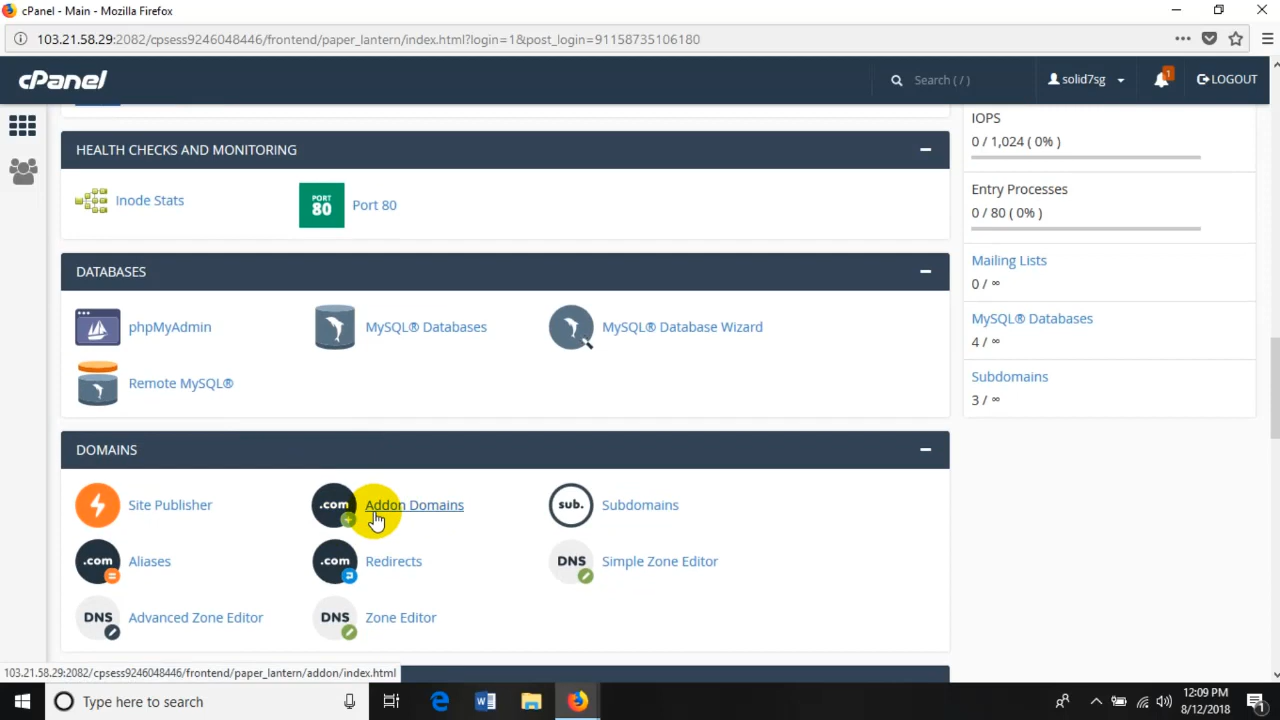 cPanel - Main - Mozilla Firefox
103.21.58.29:2082/cpsess9246048446/frontend/paper_lantern/index.html?login=1&post_login=91158735106180
cPanel
Search ( / )
solid7sg
1
LOGOUT
HEALTH CHECKS AND MONITORING
Inode Stats
PORT 80
Port 80
DATABASES
phpMyAdmin
MySQL® Databases
MySQL® Database Wizard
Remote MySQL®
DOMAINS
.com
Site Publisher
Addon Domains
sub.
Subdomains
.com
Aliases
.com
Redirects
DNS
Simple Zone Editor
DNS
Advanced Zone Editor
DNS
Zone Editor
IOPS
0 / 1,024 ( 0% )
Entry Processes
0 / 80 ( 0% )
Mailing Lists
0 / ∞
MySQL® Databases
4 / ∞
Subdomains
3 / ∞
103.21.58.29:2082/cpsess9246048446/frontend/paper_lantern/addon/index.html
Type here to search
12:09 PM
8/12/2018
1